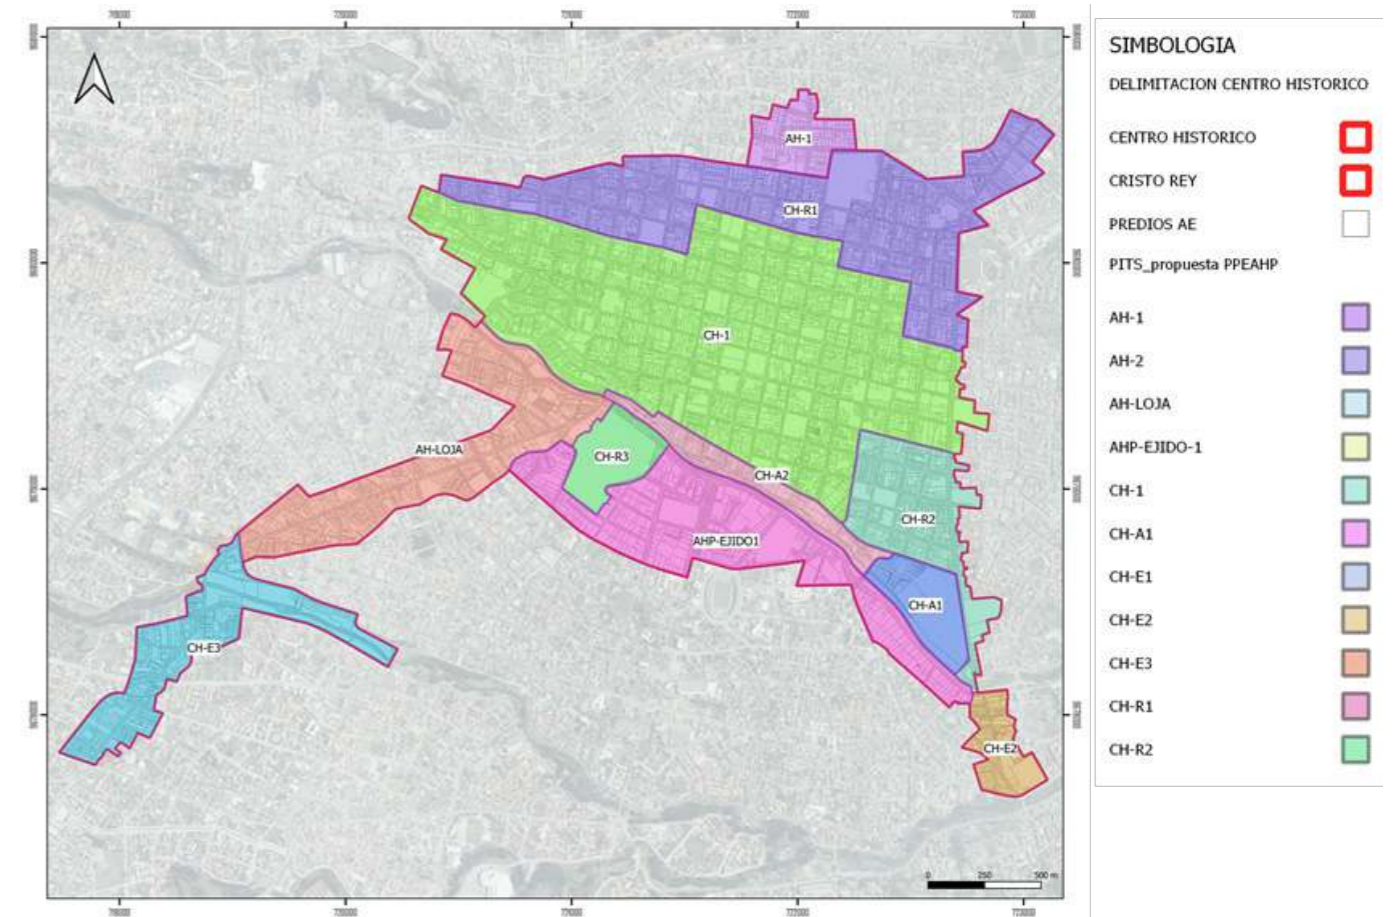 SIMBOLOGIA
DELIMITACION CENTRO HISTORICO
CENTRO HISTORICO
CRISTO REY
PREDIOS AE
PITS_propuesta PPEAHP
AH-1
AH-2
AH-LOJA
AHP-EJIDO-1
CH-1
CH-A1
CH-E1
CH-E2
CH-E3
CH-R1
CH-R2
AH-1
CH-R1
CH-1
AH-LOJA
CH-R3
CH-A2
CH-R2
AHP-EJIDO1
CH-A1
CH-E3
CH-E2
0 250 500 m